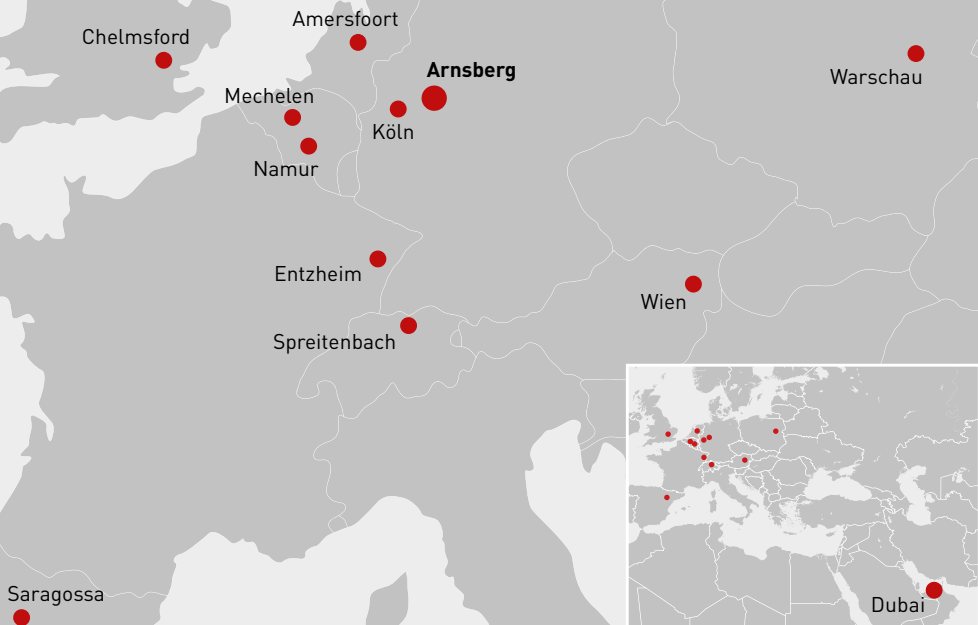 Amersfoort
Chelmsford
Arnsberg
Warschau
Mechelen
Köln
Namur
Entzheim
Wien
Spreitenbach
Saragossa
Dubai